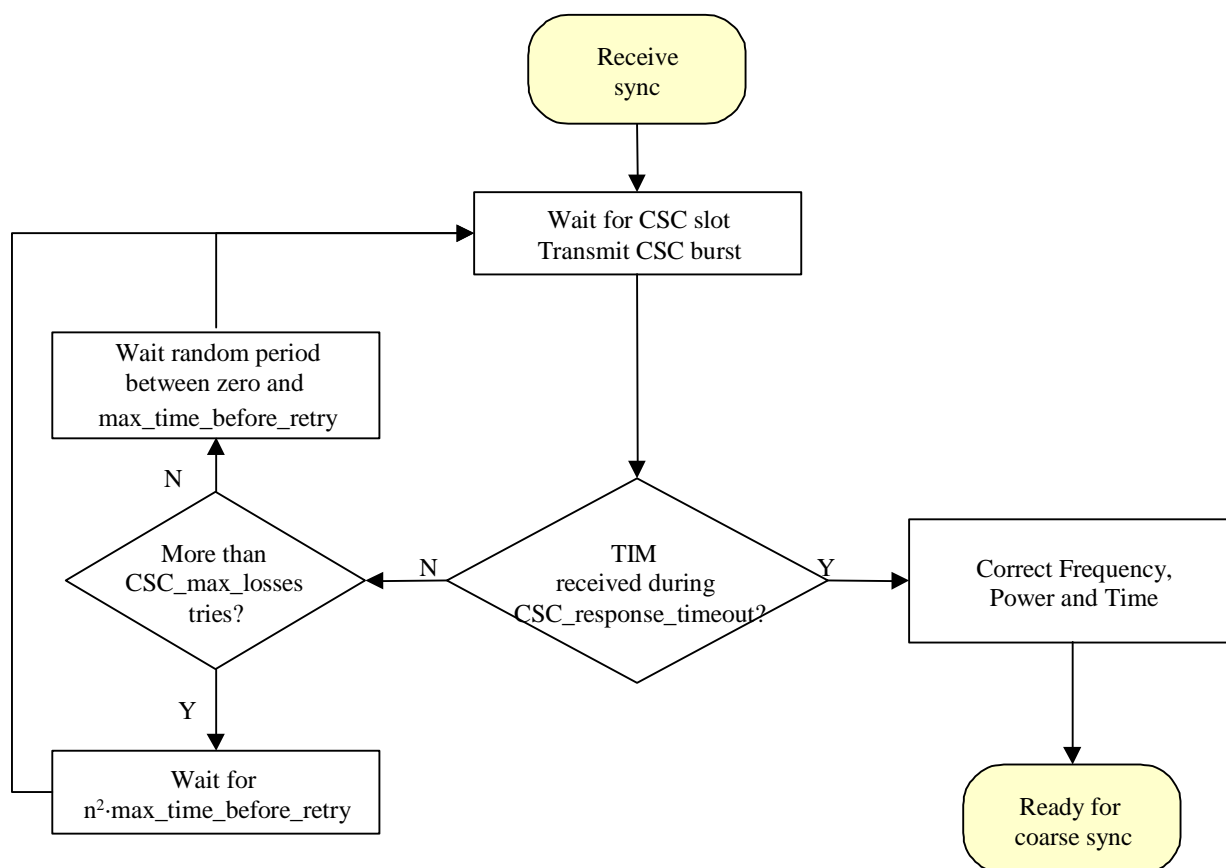 Receive
sync
Wait for CSC slot
Transmit CSC burst
Wait random period
between zero and
max_time_before_retry
N
More than
CSC_max_losses
tries?
N
TIM
received during
CSC_response_timeout?
Y
Correct Frequency,
Power and Time
Y
Wait for
n²·max_time_before_retry
Ready for
coarse sync